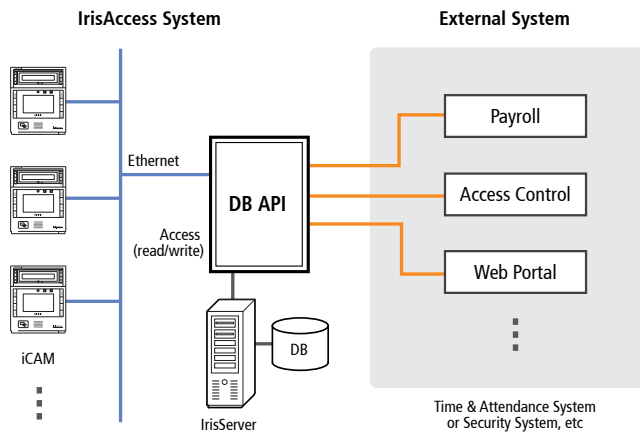 IrisAccess System
External System
Payroll
Ethernet
DB API
Access Control
Access
(read/write)
Web Portal
iCAM
DB
IrisServer
Time & Attendance System
or Security System, etc